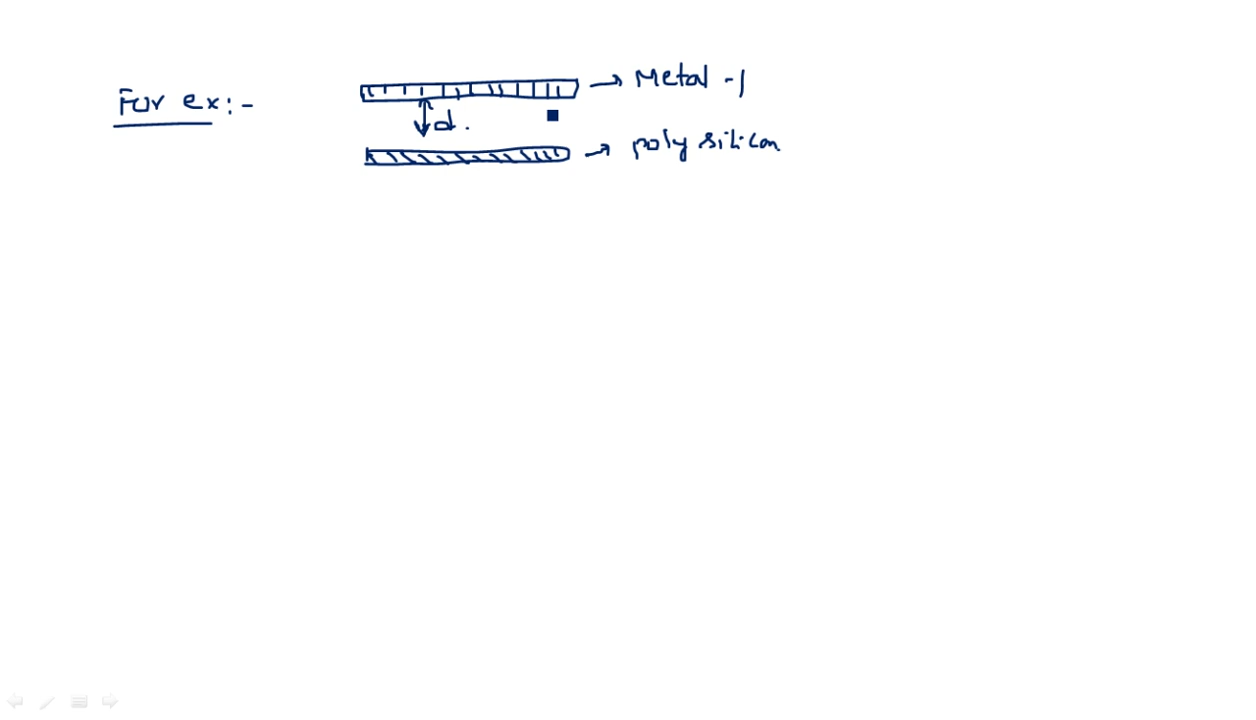 For ex:-
→ Metal -1
d.
→ poly silicon